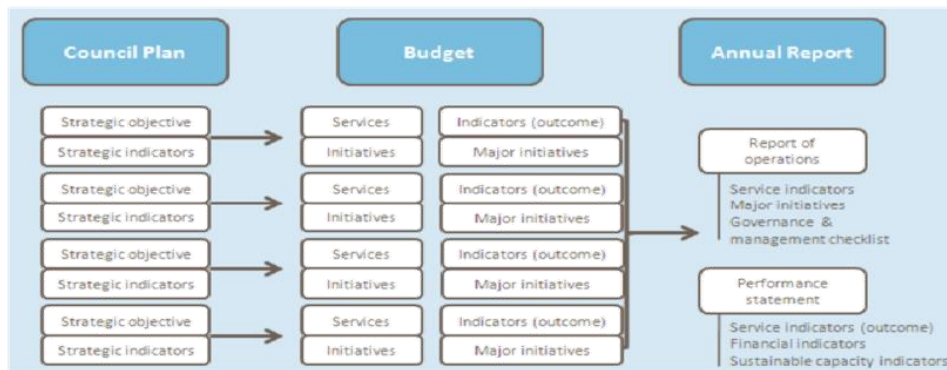 Council Plan
Budget
Annual Report
Strategic objective
Strategic indicators
Services
Initiatives
Indicators (outcome)
Major initiatives
Strategic objective
Strategic indicators
Services
Initiatives
Indicators (outcome)
Major initiatives
Strategic objective
Strategic indicators
Services
Initiatives
Indicators (outcome)
Major initiatives
Strategic objective
Strategic indicators
Services
Initiatives
Indicators (outcome)
Major initiatives
Report of
operations
Service indicators
Major initiatives
Governance &
management checklist
Performance
statement
Service indicators (outcome)
Financial indicators
Sustainable capacity indicators